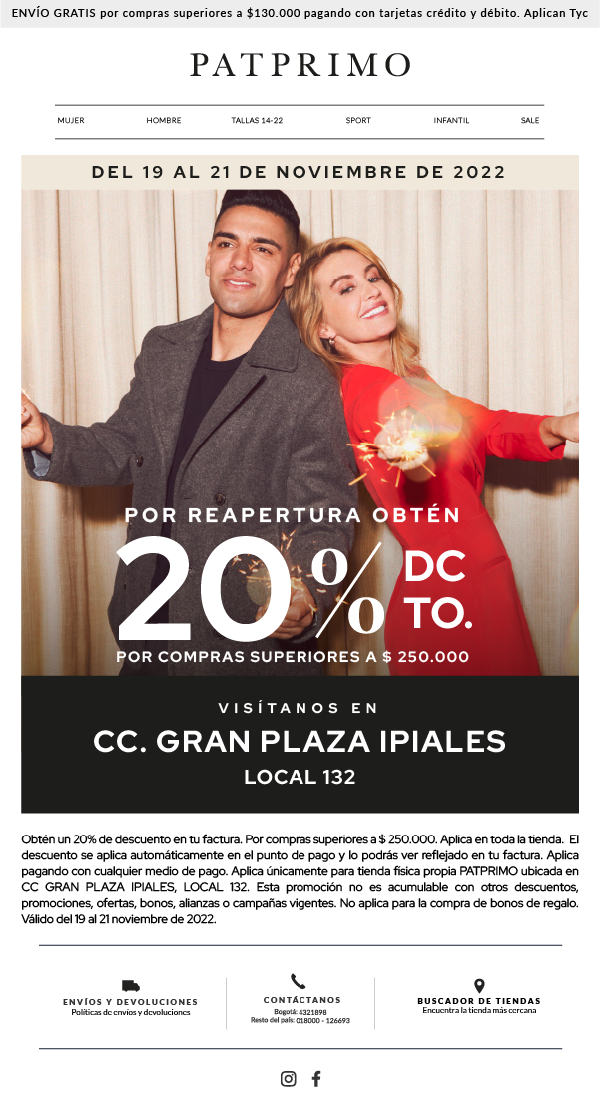 ENVÍO GRATIS por compras superiores a $130.000 pagando con tarjetas crédito y débito. Aplican Tyc
PATPRIMO
MUJER HOMBRE TALLAS 14-22 SPORT INFANTIL SALE
DEL 19 AL 21 DE NOVIEMBRE DE 2022
POR REAPERTURA OBTÉN
20% DC
TO.
POR COMPRAS SUPERIORES A $ 250.000
VISÍTANOS EN
CC. GRAN PLAZA IPIALES
LOCAL 132
Obtén un 20% de descuento en tu factura. Por compras superiores a $ 250.000. Aplica en toda la tienda. El
descuento se aplica automáticamente en el punto de pago y lo podrás ver reflejado en tu factura. Aplica
pagando con cualquier medio de pago. Aplica únicamente para tienda física propia PATPRIMO ubicada en
CC GRAN PLAZA IPIALES, LOCAL 132. Esta promoción no es acumulable con otros descuentos,
promociones, ofertas, bonos, alianzas o campañas vigentes. No aplica para la compra de bonos de regalo.
Válido del 19 al 21 noviembre de 2022.
ENVÍOS Y DEVOLUCIONES
Políticas de envíos y devoluciones
CONTÁCTANOS
Bogotá: 4321898
Resto del país: 018000 - 126693
BUSCADOR DE TIENDAS
Encuentra la tienda más cercana